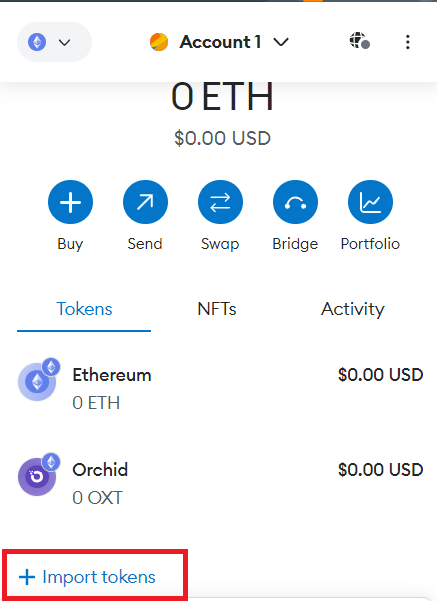 Account 1
0 ETH
$0.00 USD
Buy Send Swap Bridge Portfolio
Tokens NFTs Activity
Ethereum $0.00 USD
0 ETH
Orchid $0.00 USD
0 OXT
+ Import tokens